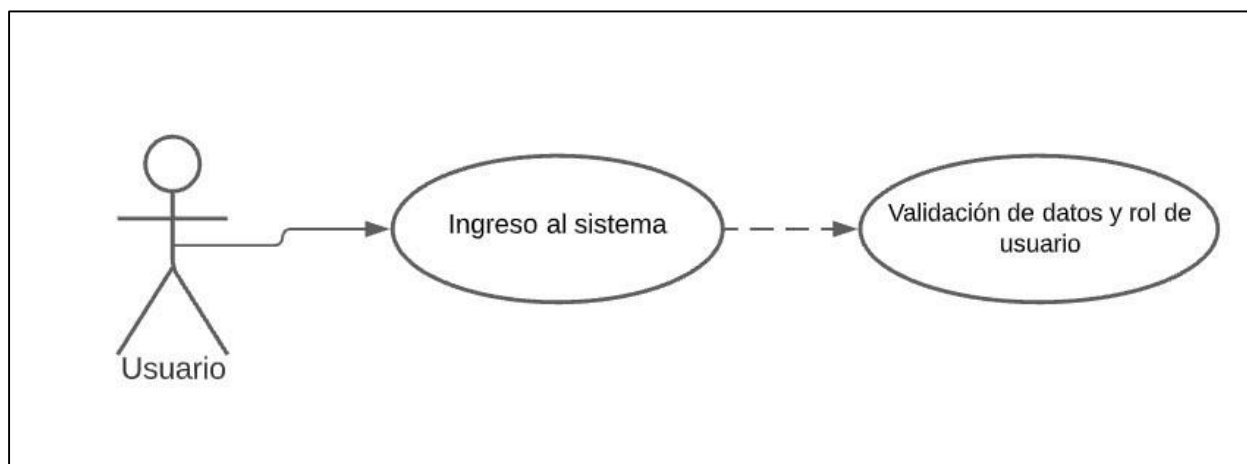 Ingreso al sistema
Validación de datos y rol de
usuario
Usuario